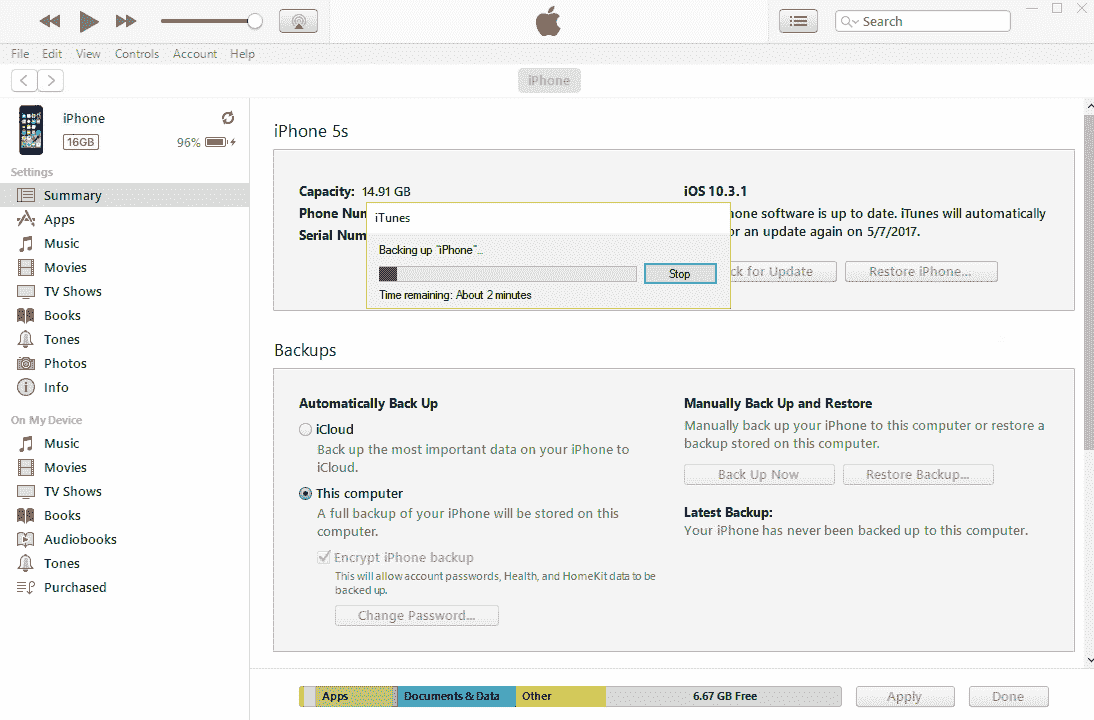 Search
File Edit View Controls Account Help
iPhone
iPhone
16GB
96%
Settings
Summary
Apps
Music
Movies
TV Shows
Books
Tones
Photos
Info
On My Device
Music
Movies
TV Shows
Books
Audiobooks
Tones
Purchased
iPhone 5s
Capacity: 14.91 GB
Phone Num
Serial Num
iOS 10.3.1
one software is up to date. iTunes will automatically
or an update again on 5/7/2017.
ck for Update
Restore iPhone...
iTunes
Backing up "iPhone"...
Stop
Time remaining: About 2 minutes
Backups
Automatically Back Up
iCloud
Back up the most important data on your iPhone to
iCloud.
This computer
A full backup of your iPhone will be stored on this
computer.
Encrypt iPhone backup
This will allow account passwords, Health, and HomeKit data to be
backed up.
Change Password...
Manually Back Up and Restore
Manually back up your iPhone to this computer or restore a
backup stored on this computer.
Back Up Now
Restore Backup...
Latest Backup:
Your iPhone has never been backed up to this computer.
Apps Documents & Data Other 6.67 GB Free
Apply
Done